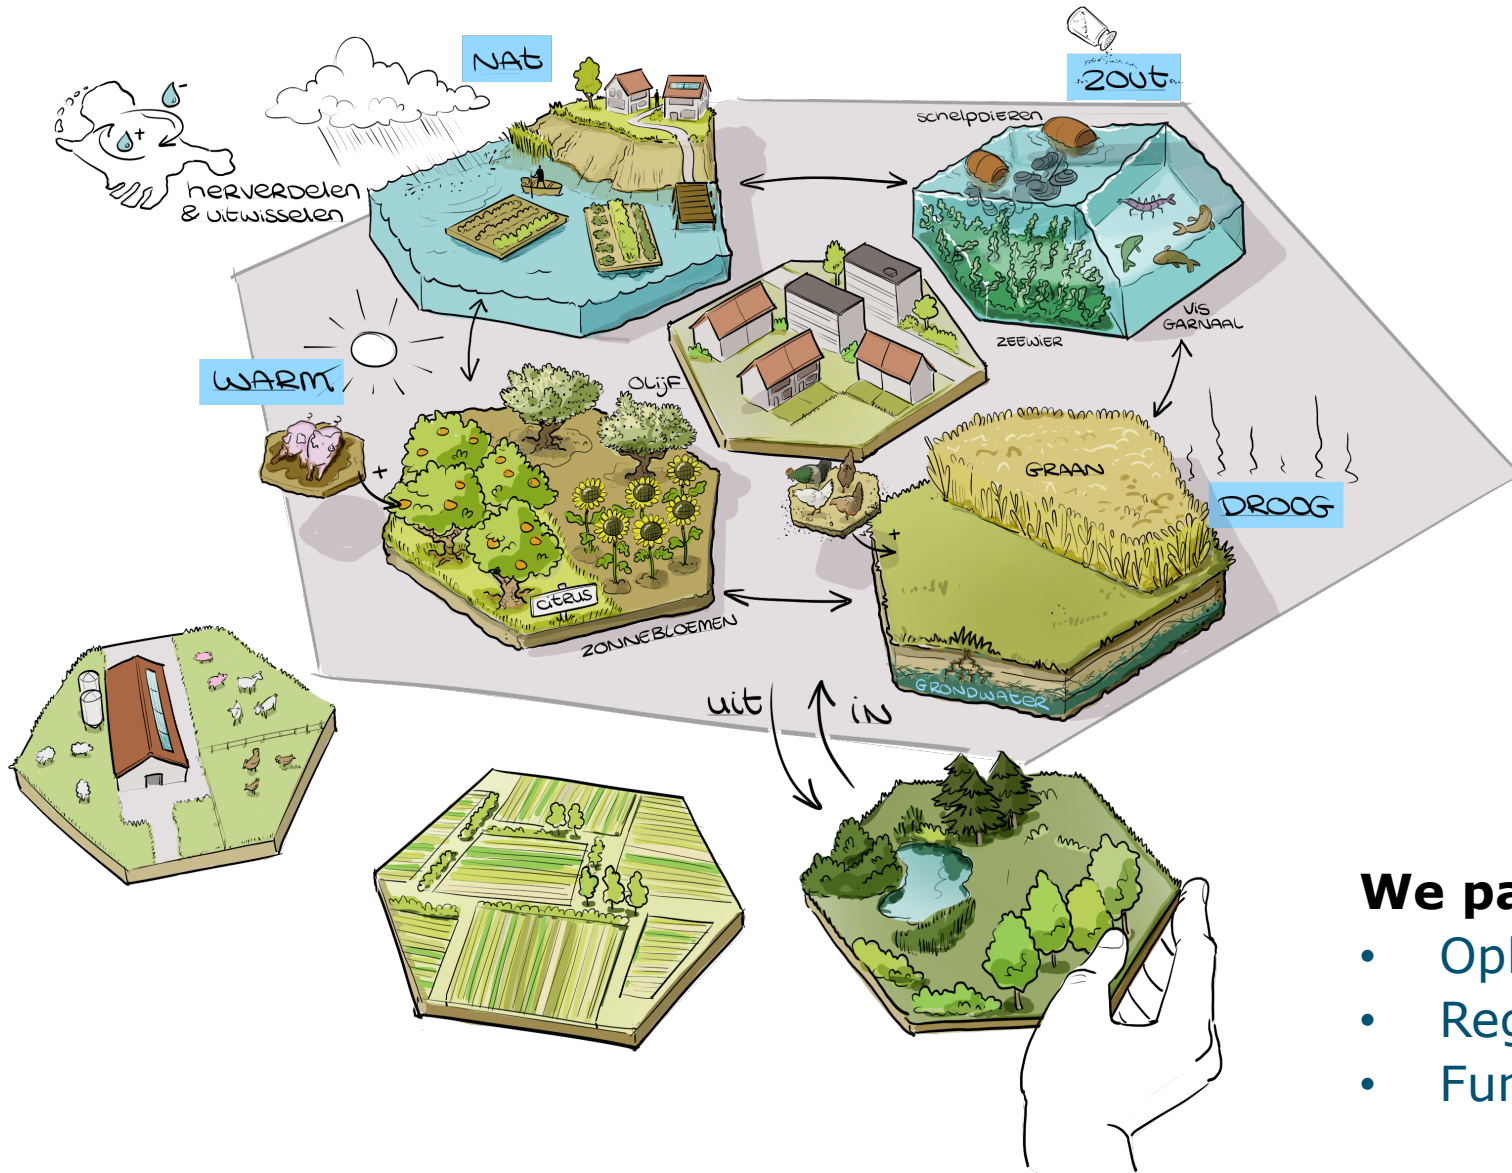 NAt
ZOUt
SCHELPDIEREN
herverdelen
& uitwisselen
VIS
GARNAAL
ZEEWIER
WARM
OLIJF
+
GRAAN
DROOG
+
CITRUS
ZONNEBLOEMEN
GRONDWATER
uit
IN
We pa
• Opl
• Reg
• Fun